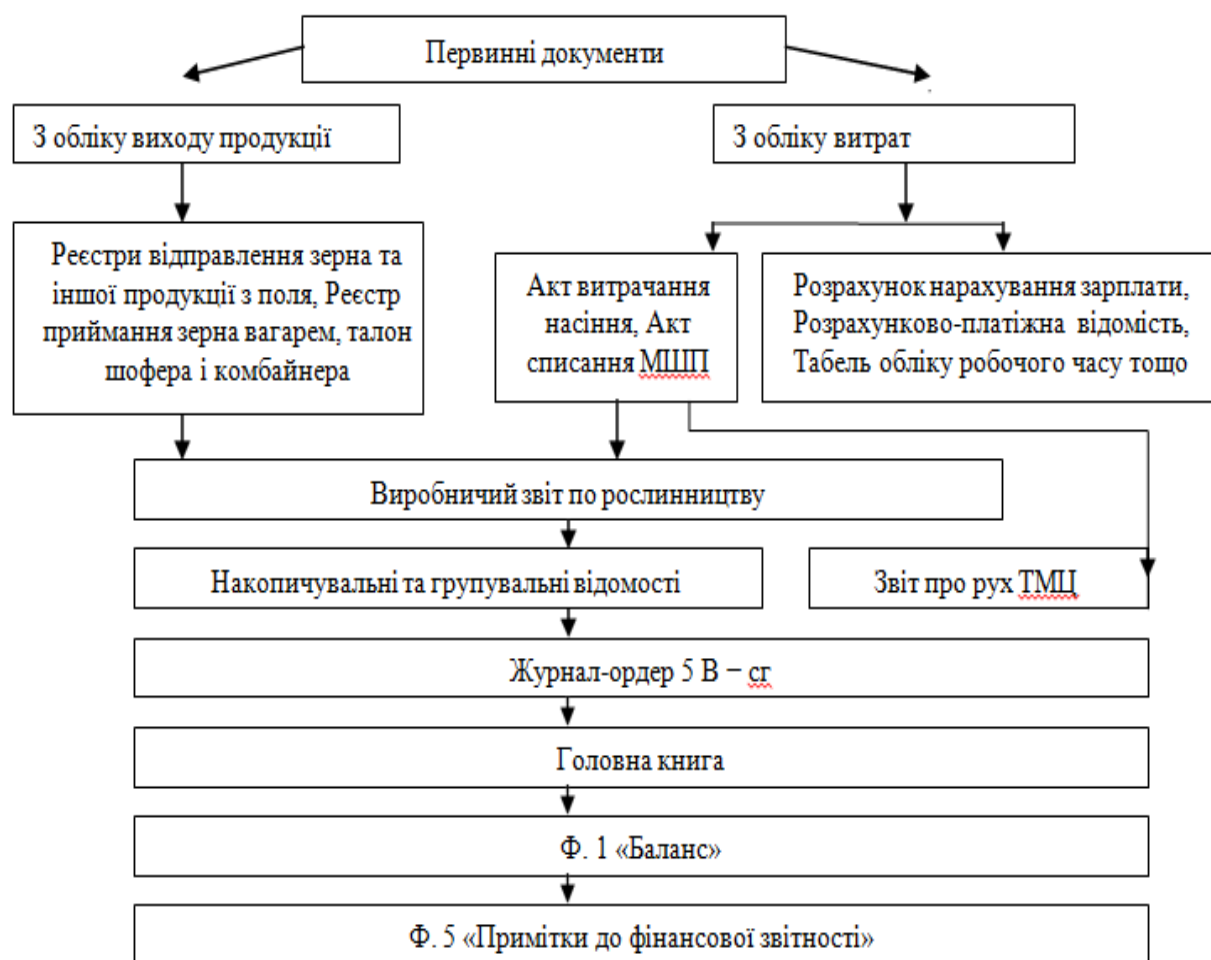 Первинні документи
З обліку виходу продукції
З обліку витрат
Реєстри відправлення зерна та
іншої продукції з поля, Реєстр
приймання зерна вагарем, талон
шофера і комбайнера
Акт витрачання
насіння, Акт
списання МШП
Розрахунок нарахування зарплати,
Розрахунково-платіжна відомість,
Табель обліку робочого часу тощо
Виробничий звіт по рослинництву
Накопичувальні та групувальні відомості
Звіт про рух ТМЦ
Журнал-ордер 5 В – сг
Головна книга
Ф. 1 «Баланс»
Ф. 5 «Примітки до фінансової звітності»